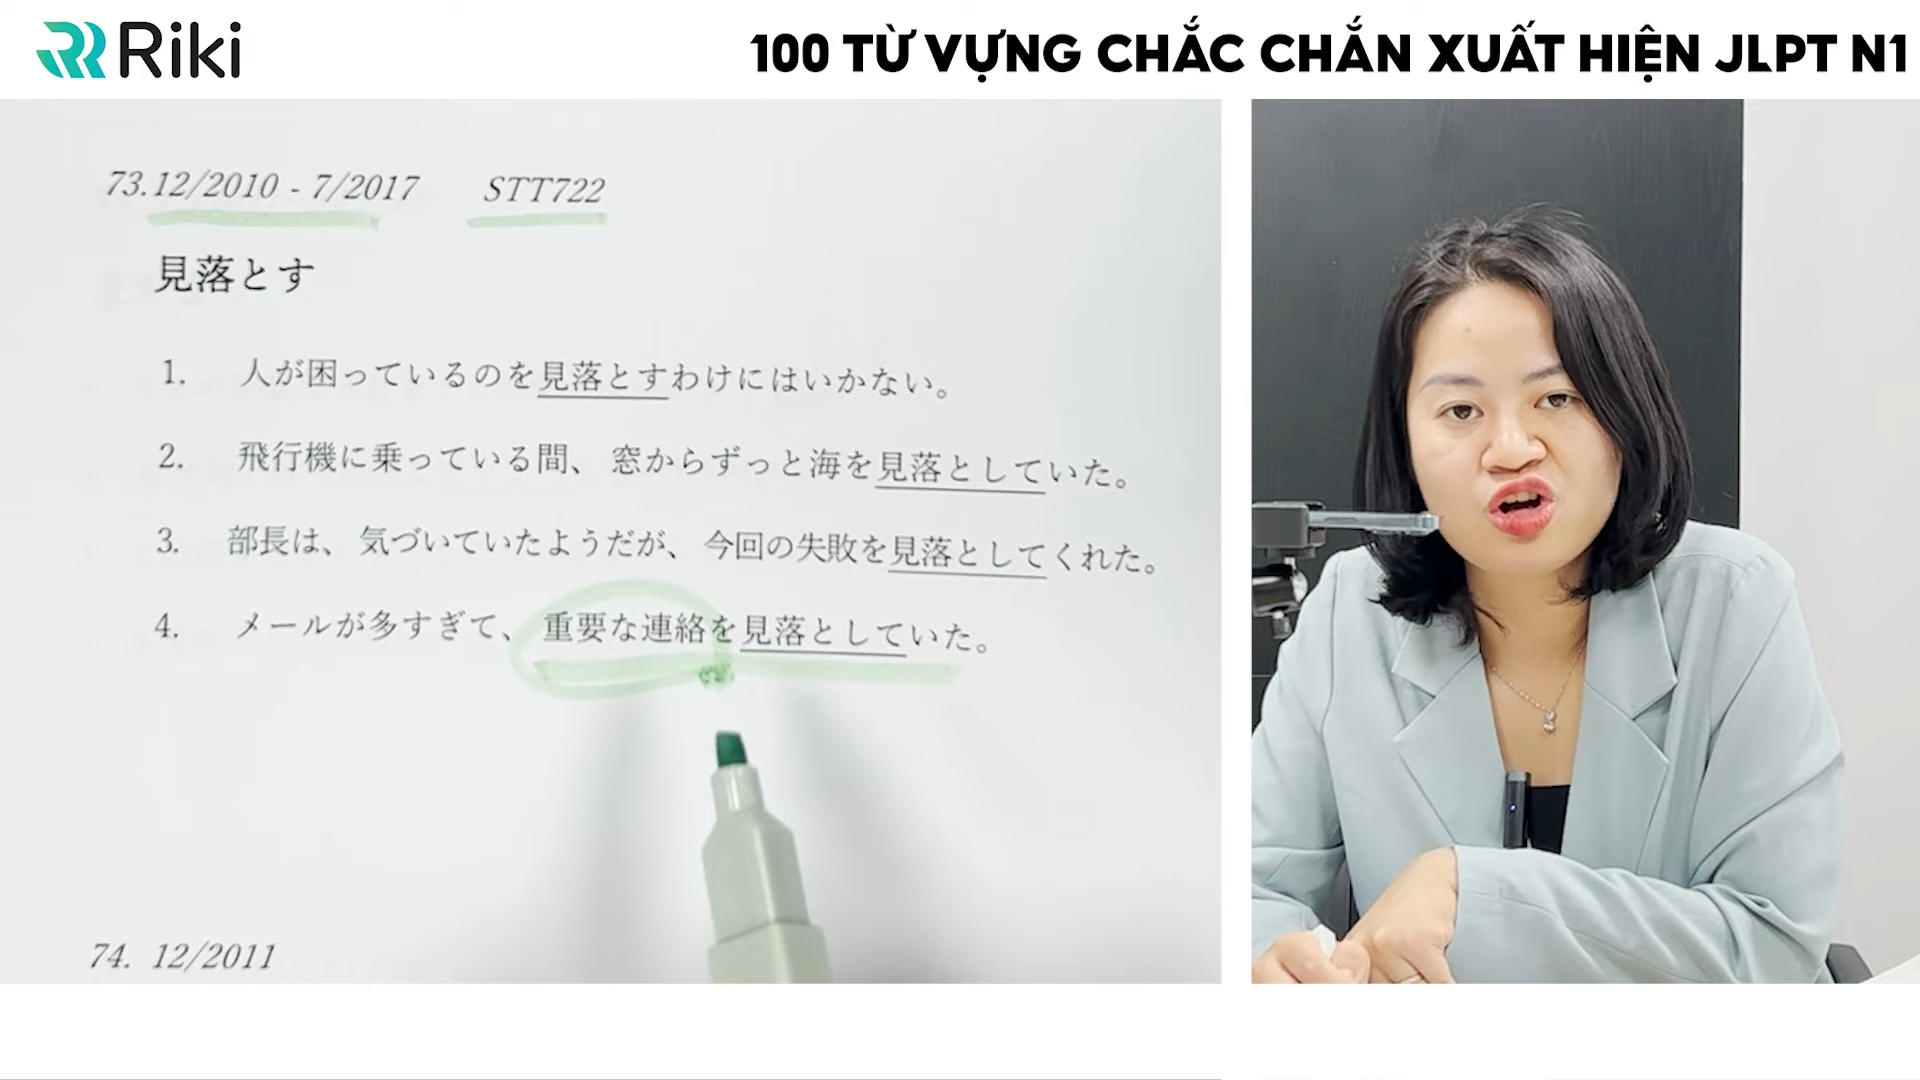 Riki
100 TỪ VỰNG CHẮC CHẮN XUẤT HIỆN JLPT N1
73.12/2010 - 7/2017 STT722
見落とす
1. 人が困っているのを見落とすわけにはいかない。
2. 飛行機に乗っている間、窓からずっと海を見落としていた。
3. 部長は、気づいていたようだが、今回の失敗を見落としてくれた。
4. メールが多すぎて、重要な連絡を見落としていた。
74. 12/2011